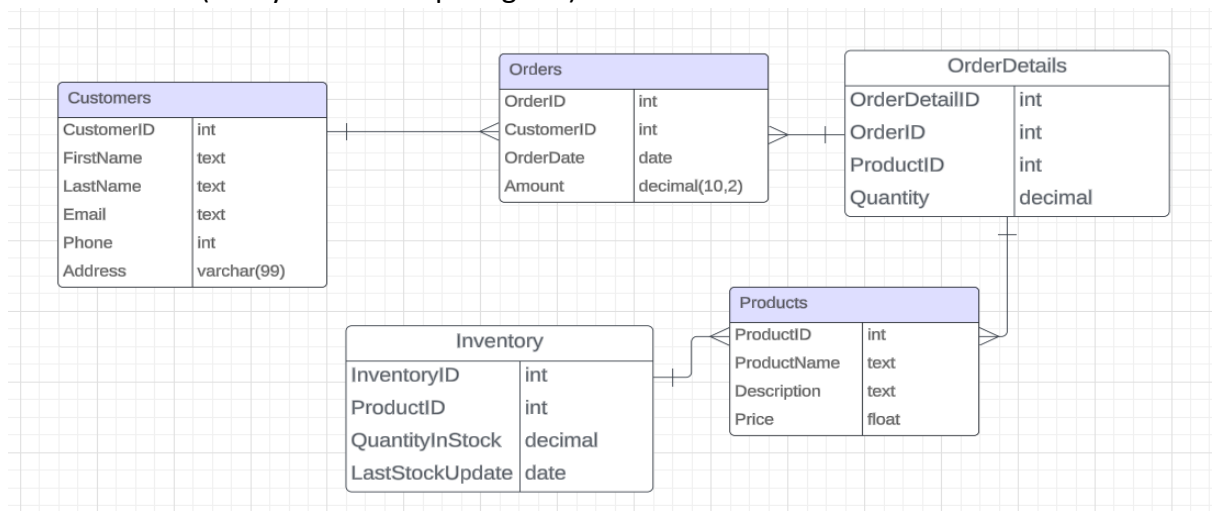 Customers
CustomerID int
FirstName text
LastName text
Email text
Phone int
Address varchar(99)
Orders
OrderID int
CustomerID int
OrderDate date
Amount decimal(10,2)
OrderDetails
OrderDetailID int
OrderID int
ProductID int
Quantity decimal
Inventory
InventoryID int
ProductID int
QuantityInStock decimal
LastStockUpdate date
Products
ProductID int
ProductName text
Description text
Price float